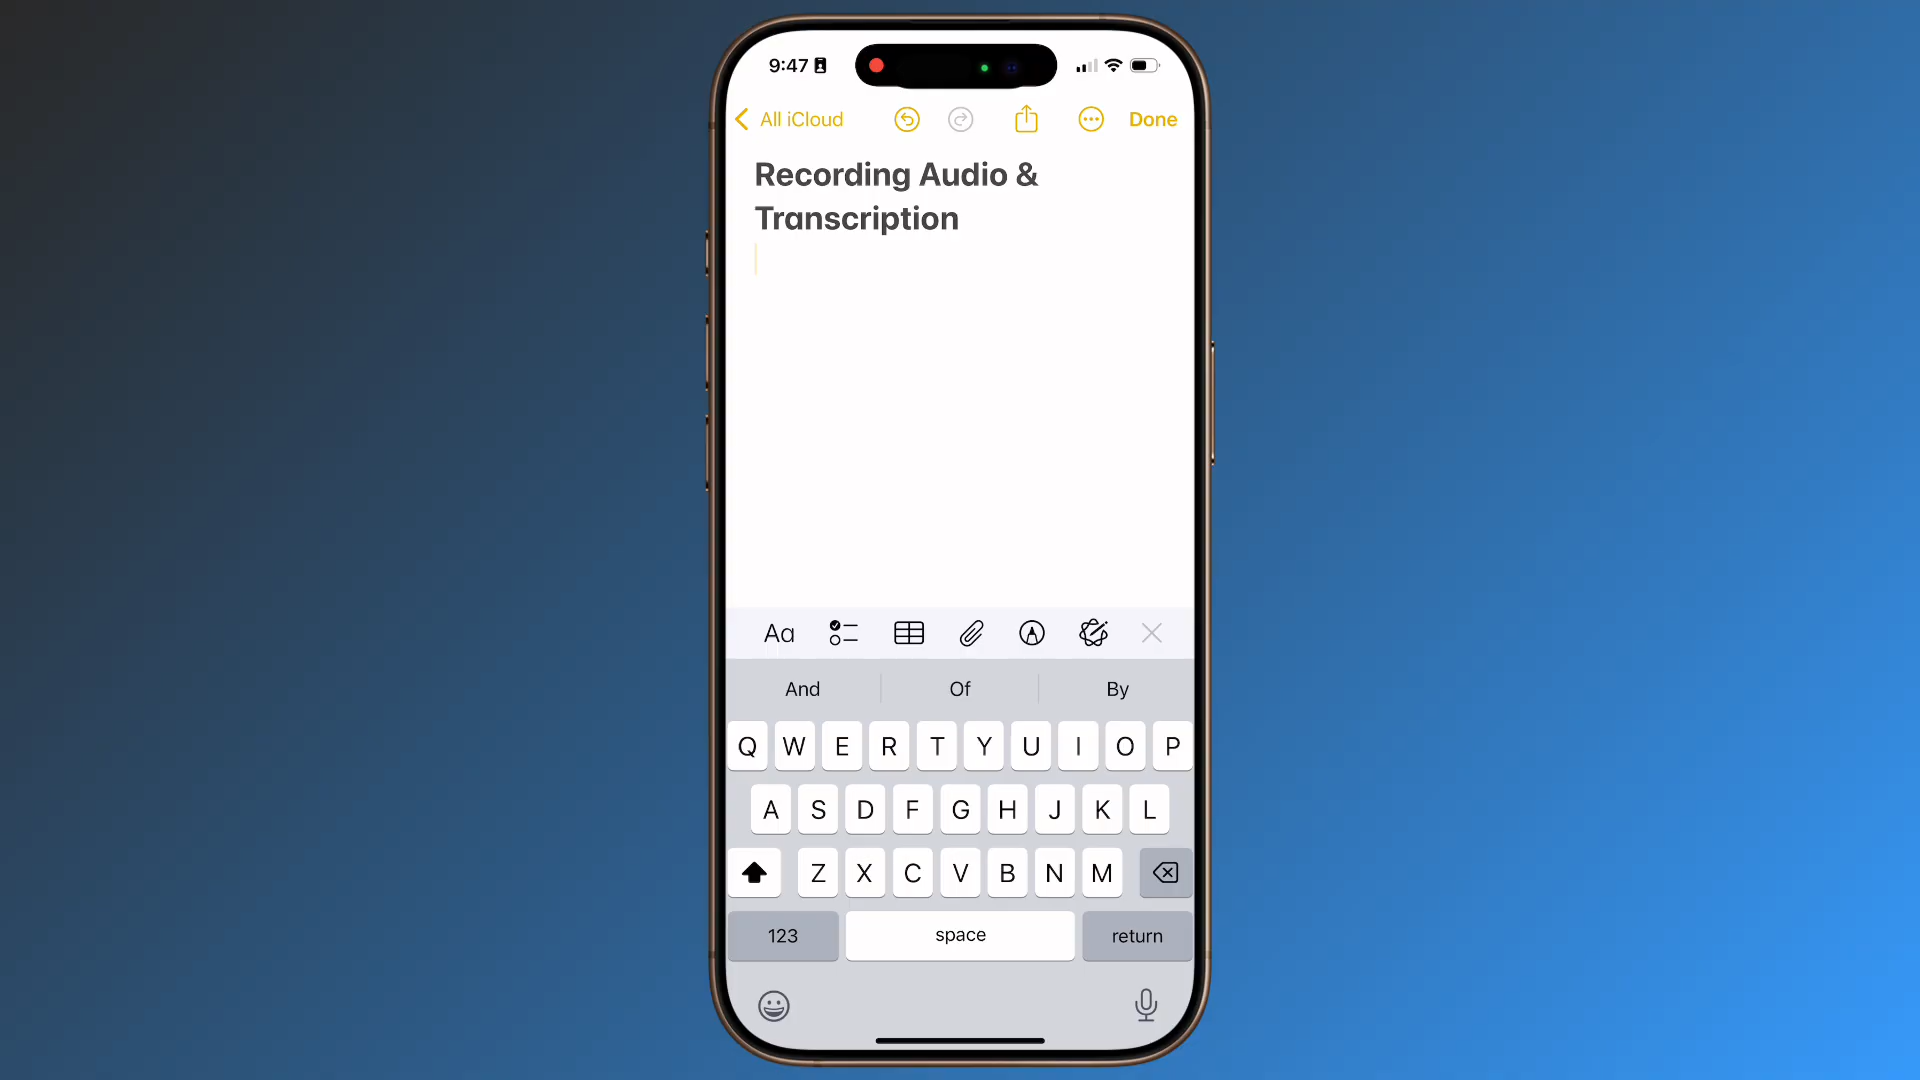 9:47
All iCloud Done
Recording Audio &
Transcription
Aa
And Of By
Q W E R T Y U I O P
A S D F G H J K L
Z X C V B N M
123 space return